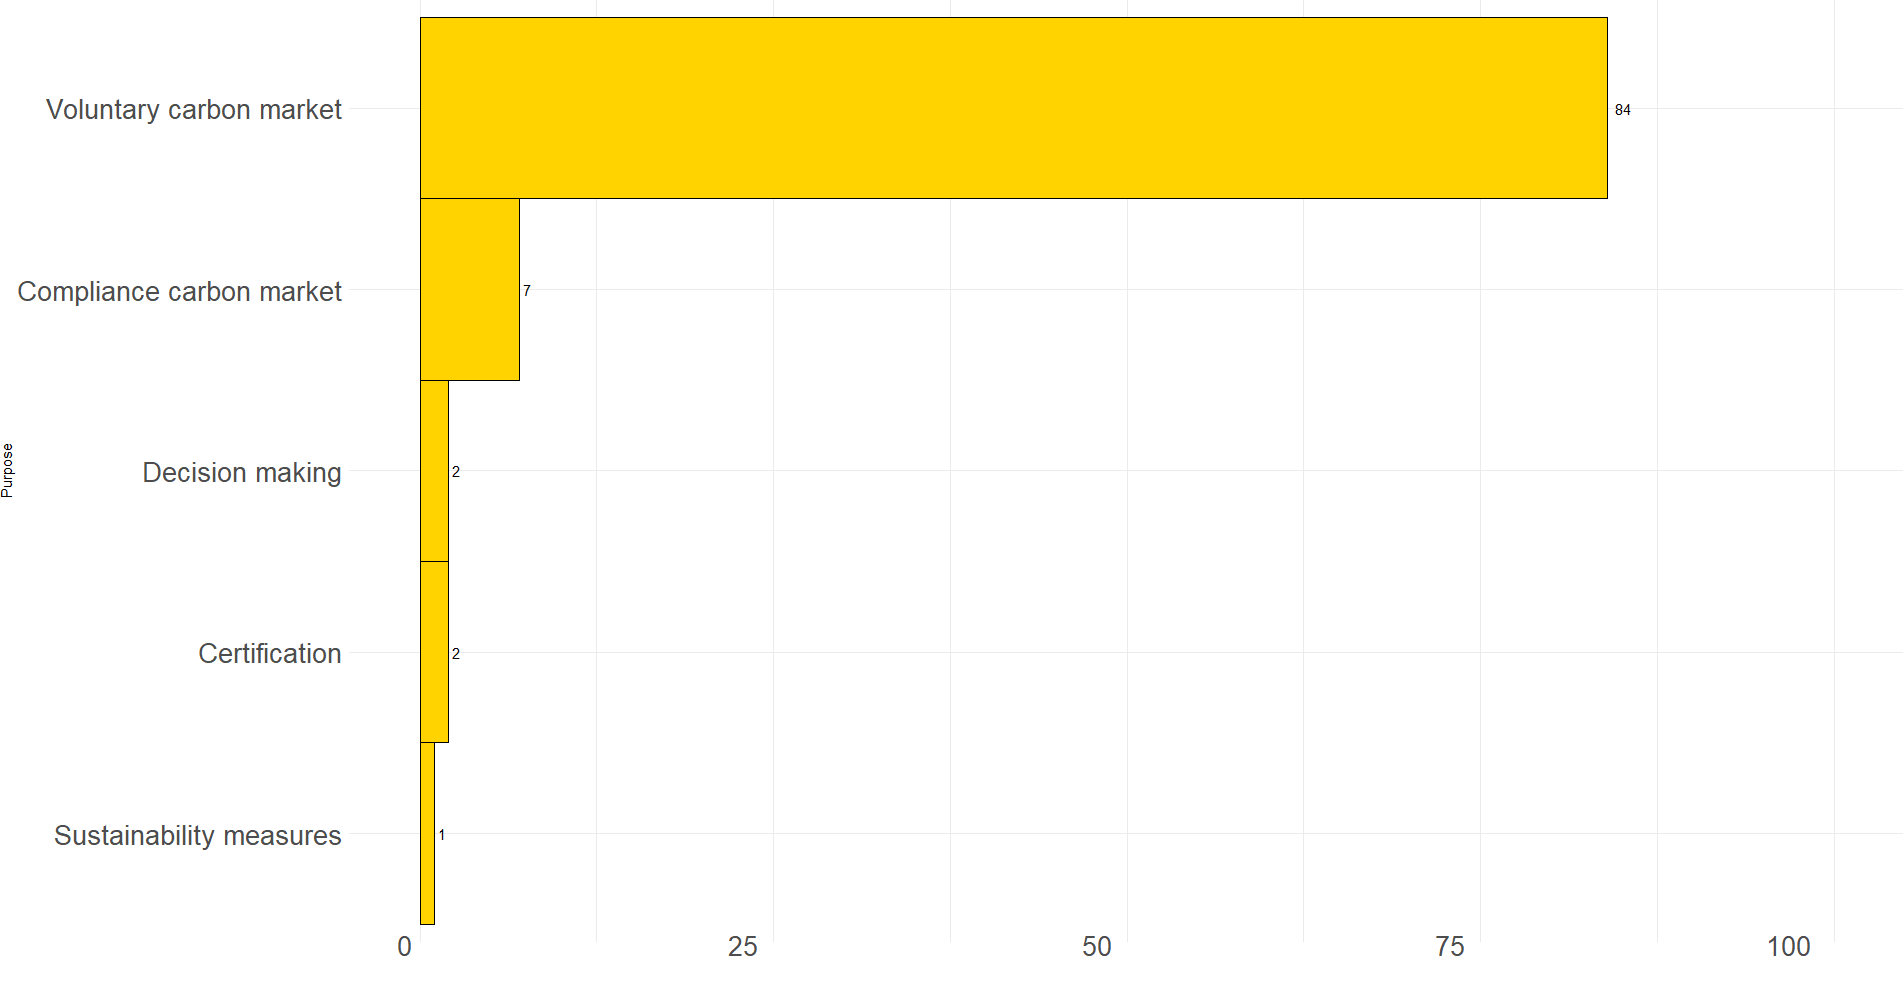 Purpose
Voluntary carbon market
84
Compliance carbon market
7
Decision making
2
Certification
2
Sustainability measures
1
0 25 50 75 100